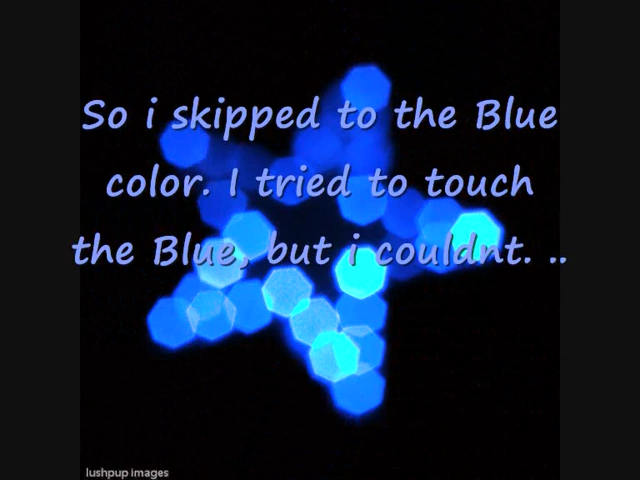 So i skipped to the Blue
color. I tried to touch
the Blue, but i couldnt. ..
lushpup images